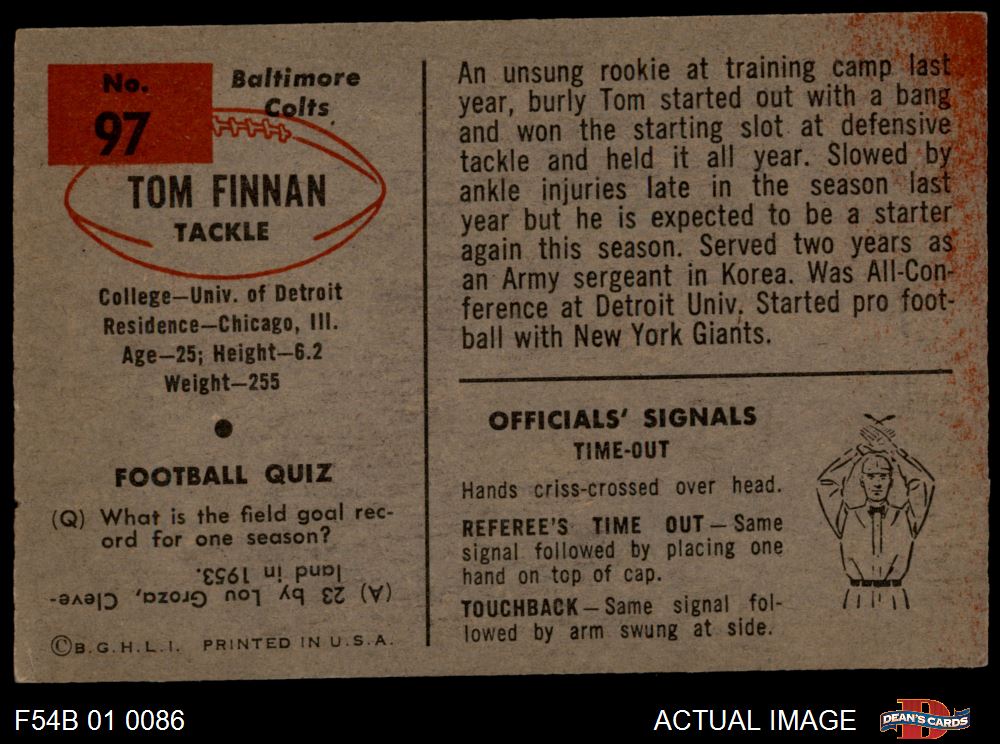 No.
97
Baltimore
Colts
TOM FINNAN
TACKLE
College—Univ. of Detroit
Residence—Chicago, Ill.
Age—25; Height—6.2
Weight—255
FOOTBALL QUIZ
(Q) What is the field goal rec-
ord for one season?
(A) 23 by Lou Groza, Cleve-
land in 1953.
©B.G.H.L.I. PRINTED IN U.S.A.
An unsung rookie at training camp last
year, burly Tom started out with a bang
and won the starting slot at defensive
tackle and held it all year. Slowed by
ankle injuries late in the season last
year but he is expected to be a starter
again this season. Served two years as
an Army sergeant in Korea. Was All-Con-
ference at Detroit Univ. Started pro foot-
ball with New York Giants.
OFFICIALS' SIGNALS
TIME-OUT
Hands criss-crossed over head.
REFEREE'S TIME OUT—Same
signal followed by placing one
hand on top of cap.
TOUCHBACK—Same signal fol-
lowed by arm swung at side.
F54B 01 0086
ACTUAL IMAGE
D
DEAN'S CARDS